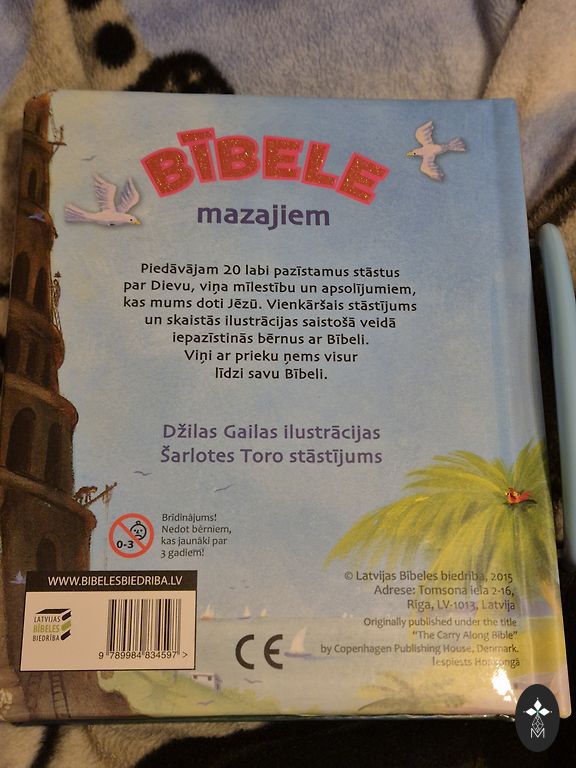 BĪBELE
mazajiem
Piedāvājam 20 labi pazīstamus stāstus
par Dievu, viņa mīlestību un apsolījumiem,
kas mums doti Jēzū. Vienkāršais stāstījums
un skaistās ilustrācijas saistošā veidā
iepazīstinās bērnus ar Bībeli.
Viņi ar prieku ņems visur
līdzi savu Bībeli.
Džilas Gailas ilustrācijas
Šarlotes Toro stāstījums
0-3
Brīdinājums!
Nedot bērniem,
kas jaunāki par
3 gadiem!
WWW.BIBELESBIEDRIBA.LV
LATVIJAS
BĪBELES
BIEDRĪBA
9 789984 834597 >
CE
© Latvijas Bībeles biedrība, 2015
Adrese: Tomsona iela 2-16,
Rīga, LV-1013, Latvija
Originally published under the title
"The Carry Along Bible"
by Copenhagen Publishing House, Denmark.
Iespiests Honkongā
M